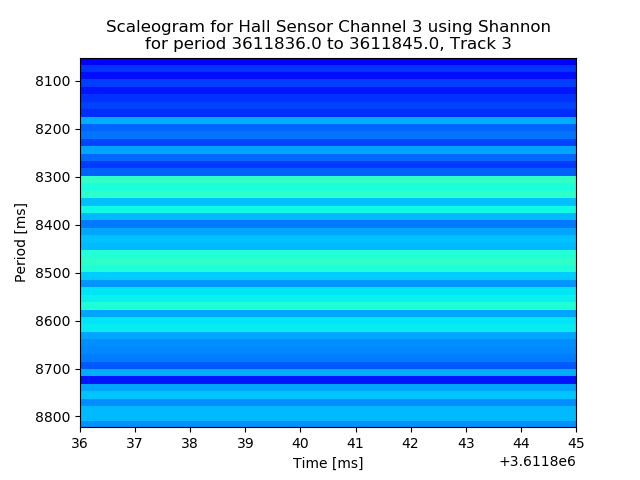 Scaleogram for Hall Sensor Channel 3 using Shannon
for period 3611836.0 to 3611845.0, Track 3
8100
8200
8300
8400
8500
8600
8700
8800
Period [ms]
36 37 38 39 40 41 42 43 44 45
Time [ms]
+3.6118e6